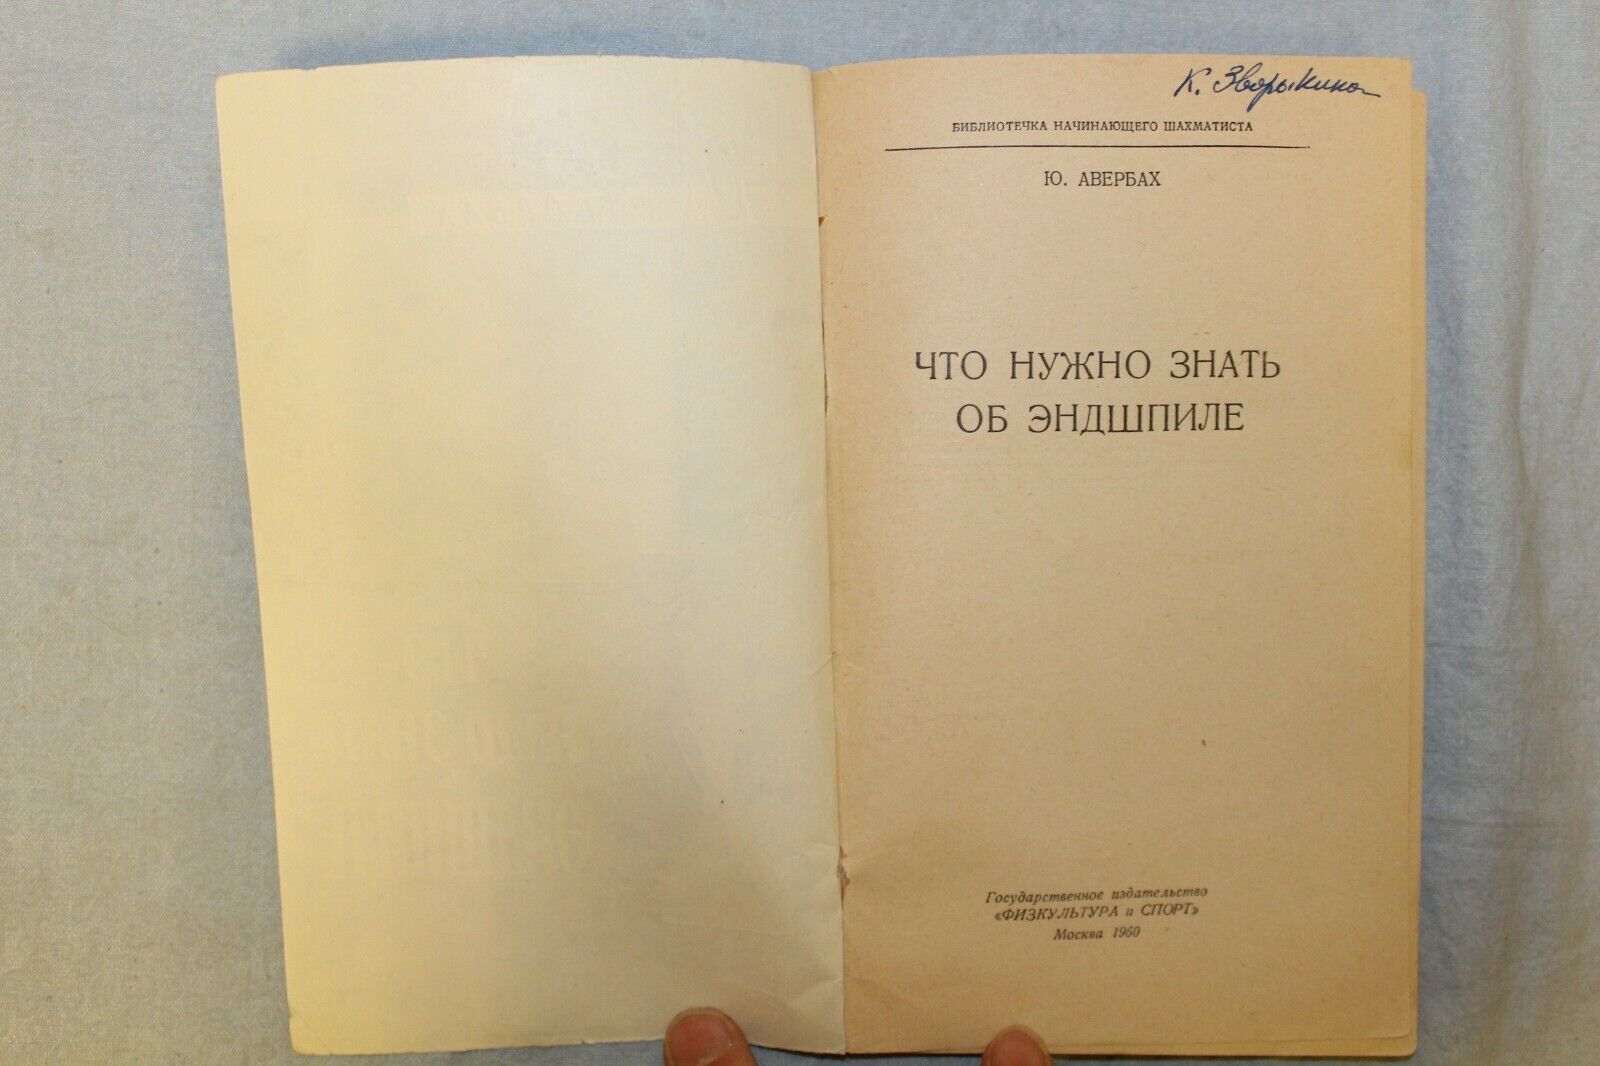 К. Зворыкина
БИБЛИОТЕЧКА НАЧИНАЮЩЕГО ШАХМАТИСТА
Ю. АВЕРБАХ
ЧТО НУЖНО ЗНАТЬ
ОБ ЭНДШПИЛЕ
Государственное издательство
«ФИЗКУЛЬТУРА и СПОРТ»
Москва 1960